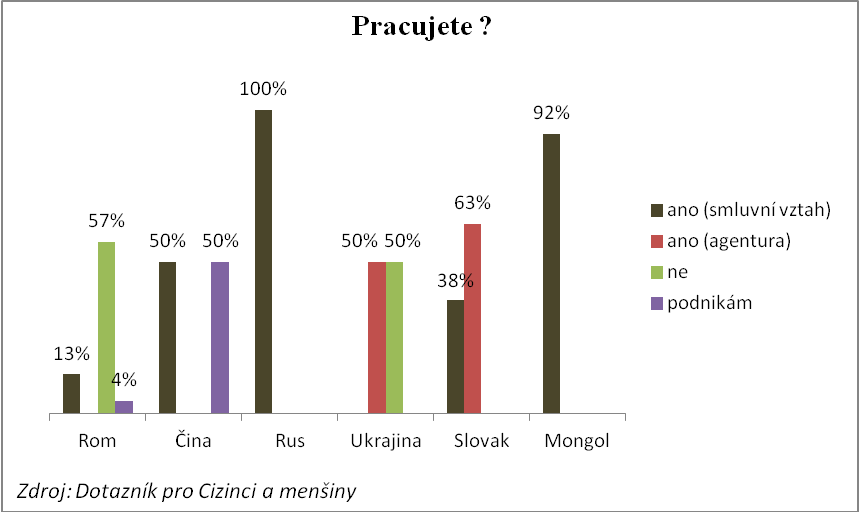 Pracujete ?
100%
92%
57%
63%
50%
50%
50%
50%
38%
13%
4%
ano (smluvní vztah)
ano (agentura)
ne
podnikám
Rom
Čina
Rus
Ukrajina
Slovak
Mongol
Zdroj: Dotazník pro Cizinci a menšiny